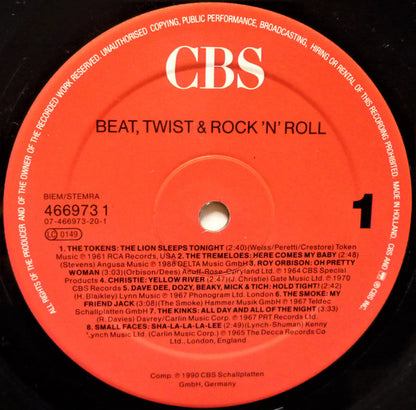 ALL RIGHTS OF THE PRODUCER AND OF THE OWNER OF THE RECORDED WORK RESERVED. UNAUTHORISED COPYING, PUBLIC PERFORMANCE, BROADCASTING, HIRING OR RENTAL OF THIS RECORDING PROHIBITED. MADE IN HOLLAND.
CBS
BEAT, TWIST & ROCK 'N' ROLL
BIEM/STEMRA
466973 1
07-466973-20-1
LC 0149
1
1. THE TOKENS: THE LION SLEEPS TONIGHT (2:40)(Weiss/Peretti/Crestore) Token
Music ℗ 1961 RCA Records, USA 2. THE TREMELOES: HERE COMES MY BABY (2:48)
(Stevens) Angusa Music ℗ 1988 DELTA Music GmbH 3. ROY ORBISON: OH PRETTY
WOMAN (3:03)(Orbison/Dees) Acuff-Rose/Caryland Ltd. ℗ 1964 CBS Special
Products 4. CHRISTIE: YELLOW RIVER (2:47) (J. Christie) Gate Music Ltd. ℗ 1970
CBS Records 5. DAVE DEE, DOZY, BEAKY, MICK & TICH: HOLD TIGHT! (2:41)
(H. Blaikley) Lynn Music ℗ 1967 Phonogram Ltd. London 6. THE SMOKE: MY
FRIEND JACK (3:08) (The Smoke) Hammer Musik GmbH ℗ 1967 Teldec
Schallplatten GmbH 7. THE KINKS: ALL DAY AND ALL OF THE NIGHT (3:33)
(R. Davies) Davrey/Carlin Music Corp. ℗ 1967 PRT Records Ltd.
8. SMALL FACES: SHA-LA-LA-LEE (2:49) (Lynch-Shuman) Kenny
Lynch Music/Carlin Music Corp. ℗ 1965 The Decca Records Co
Ltd., London, England
Comp. ℗ 1990 CBS Schallplatten
GmbH, Germany